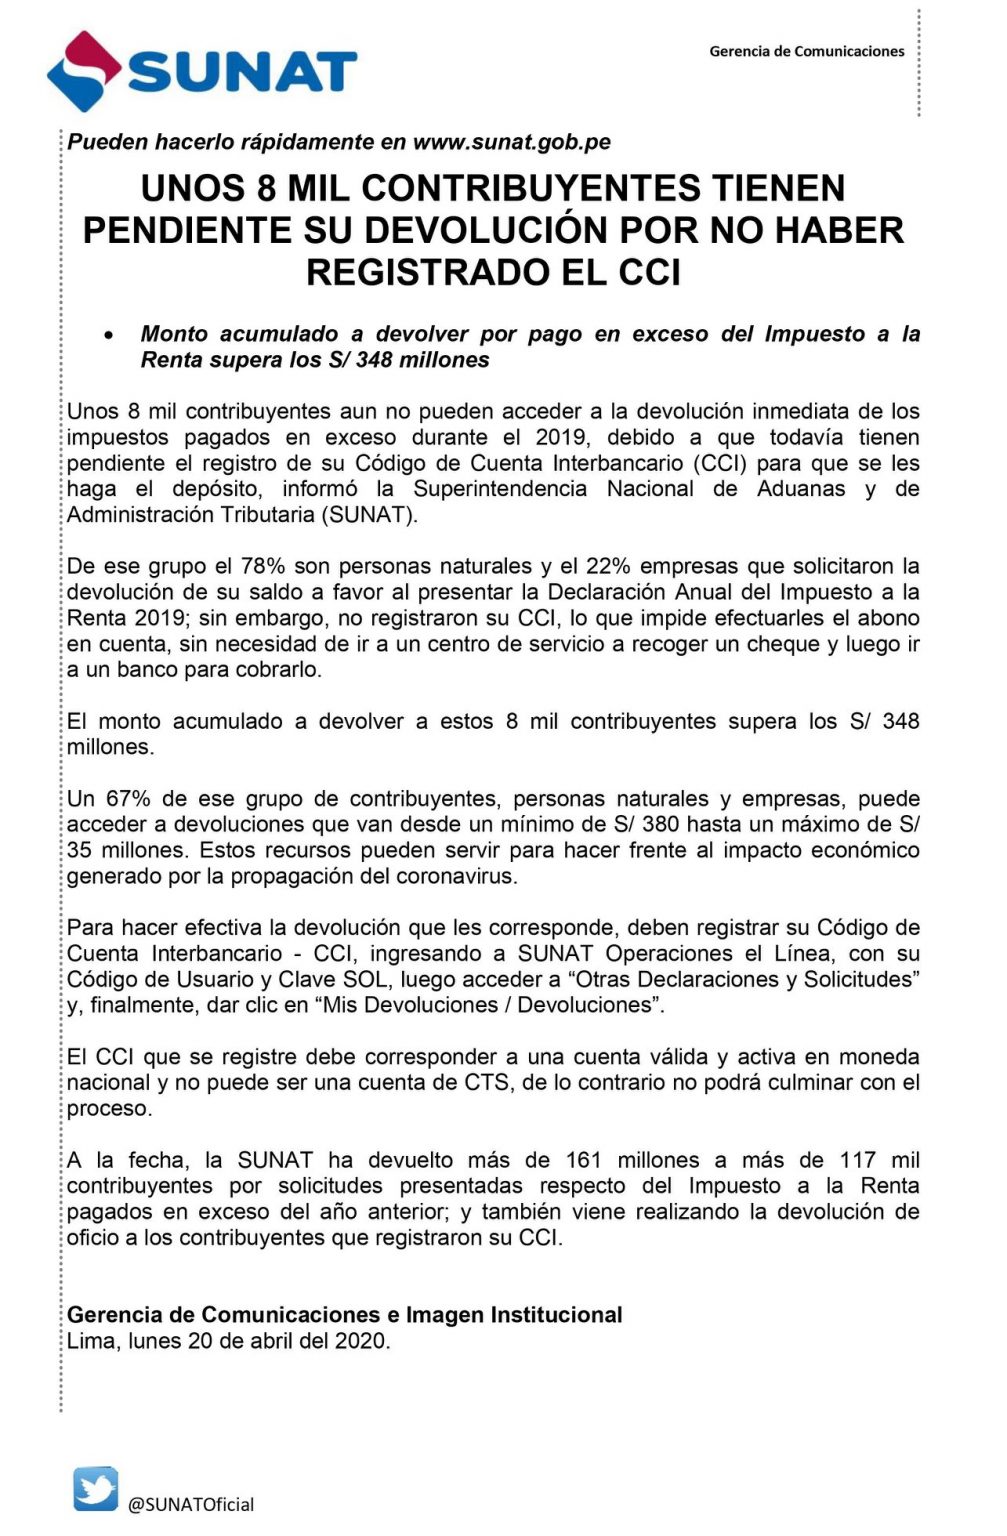 SUNAT
Gerencia de Comunicaciones
Pueden hacerlo rápidamente en www.sunat.gob.pe
UNOS 8 MIL CONTRIBUYENTES TIENEN
PENDIENTE SU DEVOLUCIÓN POR NO HABER
REGISTRADO EL CCI
• Monto acumulado a devolver por pago en exceso del Impuesto a la
Renta supera los S/ 348 millones
Unos 8 mil contribuyentes aun no pueden acceder a la devolución inmediata de los
impuestos pagados en exceso durante el 2019, debido a que todavía tienen
pendiente el registro de su Código de Cuenta Interbancario (CCI) para que se les
haga el depósito, informó la Superintendencia Nacional de Aduanas y de
Administración Tributaria (SUNAT).
De ese grupo el 78% son personas naturales y el 22% empresas que solicitaron la
devolución de su saldo a favor al presentar la Declaración Anual del Impuesto a la
Renta 2019; sin embargo, no registraron su CCI, lo que impide efectuarles el abono
en cuenta, sin necesidad de ir a un centro de servicio a recoger un cheque y luego ir
a un banco para cobrarlo.
El monto acumulado a devolver a estos 8 mil contribuyentes supera los S/ 348
millones.
Un 67% de ese grupo de contribuyentes, personas naturales y empresas, puede
acceder a devoluciones que van desde un mínimo de S/ 380 hasta un máximo de S/
35 millones. Estos recursos pueden servir para hacer frente al impacto económico
generado por la propagación del coronavirus.
Para hacer efectiva la devolución que les corresponde, deben registrar su Código de
Cuenta Interbancario - CCI, ingresando a SUNAT Operaciones el Línea, con su
Código de Usuario y Clave SOL, luego acceder a “Otras Declaraciones y Solicitudes”
y, finalmente, dar clic en “Mis Devoluciones / Devoluciones”.
El CCI que se registre debe corresponder a una cuenta válida y activa en moneda
nacional y no puede ser una cuenta de CTS, de lo contrario no podrá culminar con el
proceso.
A la fecha, la SUNAT ha devuelto más de 161 millones a más de 117 mil
contribuyentes por solicitudes presentadas respecto del Impuesto a la Renta
pagados en exceso del año anterior; y también viene realizando la devolución de
oficio a los contribuyentes que registraron su CCI.
Gerencia de Comunicaciones e Imagen Institucional
Lima, lunes 20 de abril del 2020.
@SUNATOficial